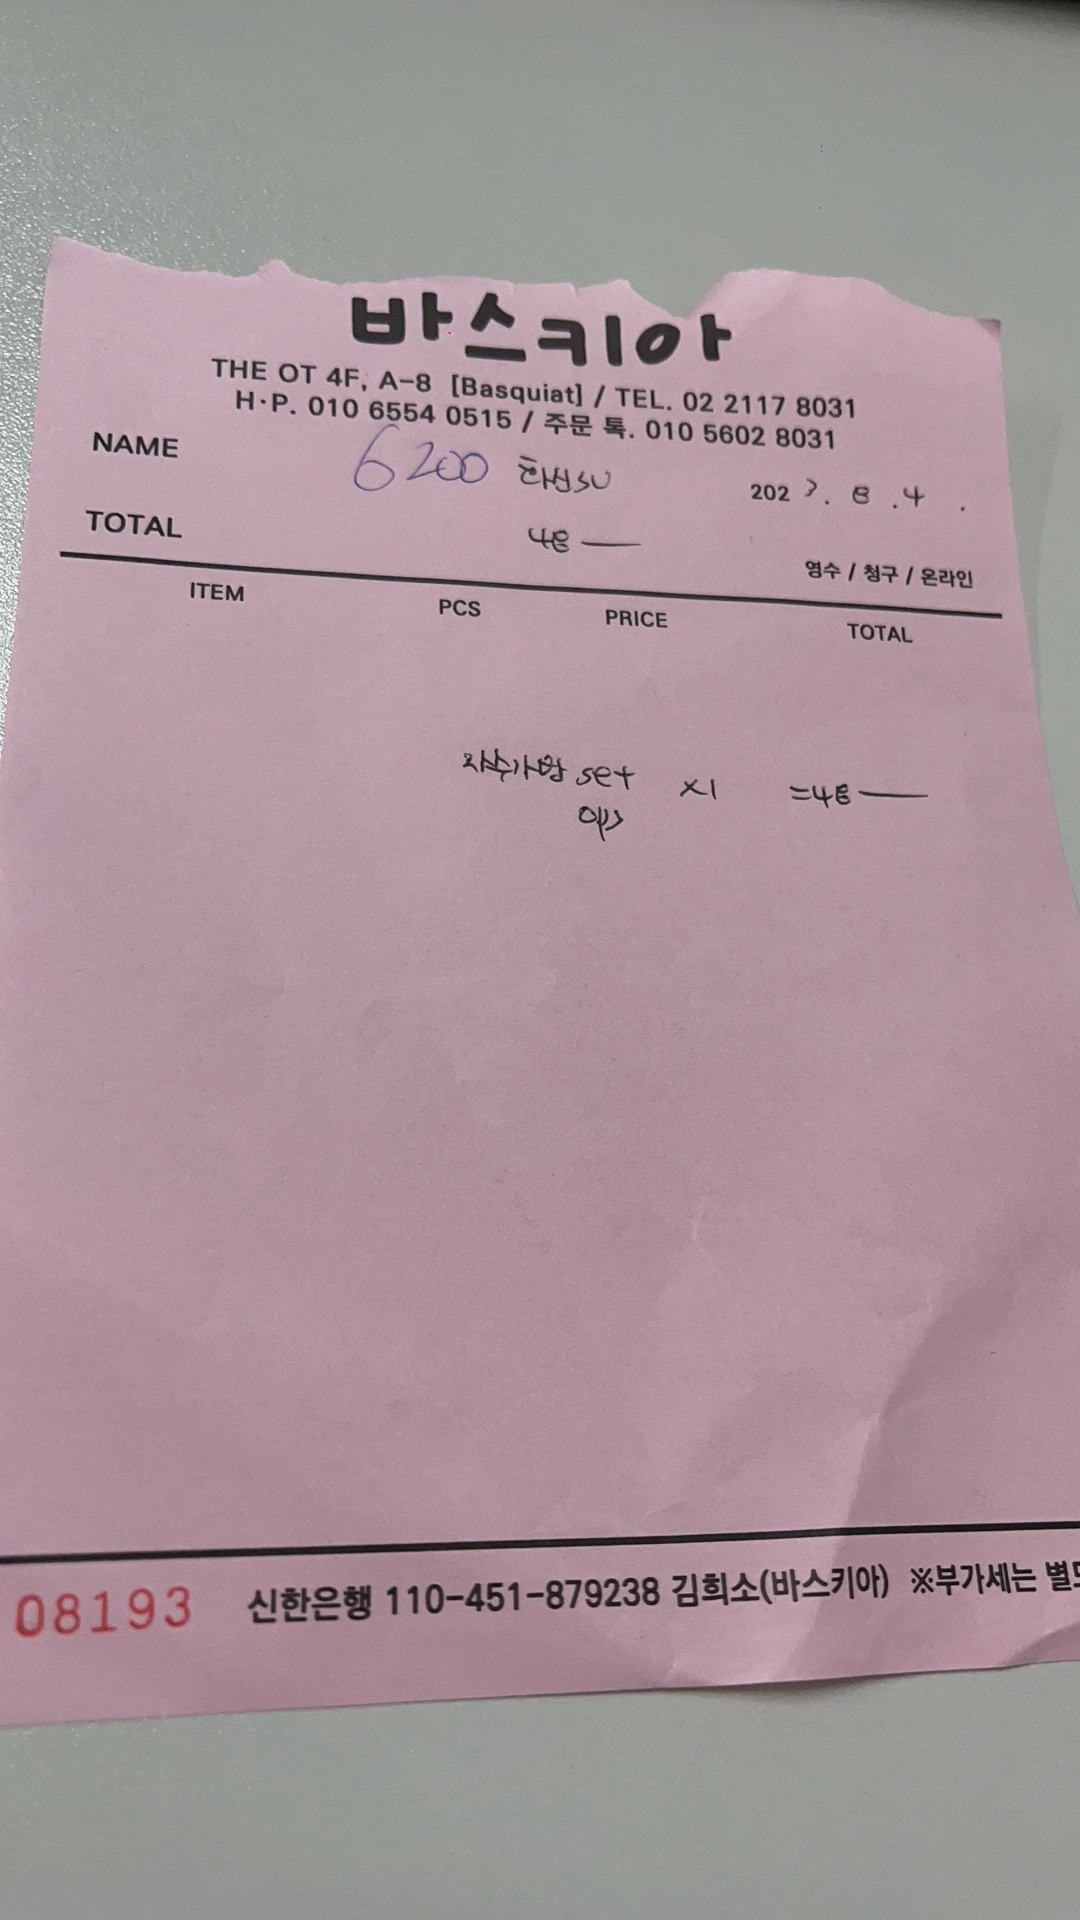 바스키아
THE OT 4F, A-8 [Basquiat] / TEL. 02 2117 8031
H·P. 010 6554 0515 / 주문 톡. 010 5602 8031
NAME 6200 202 . 8 . 4 .
TOTAL
영수 / 청구 / 온라인
ITEM PCS PRICE TOTAL
set x1
08193 신한은행 110-451-879238 김희소(바스키아) ※부가세는